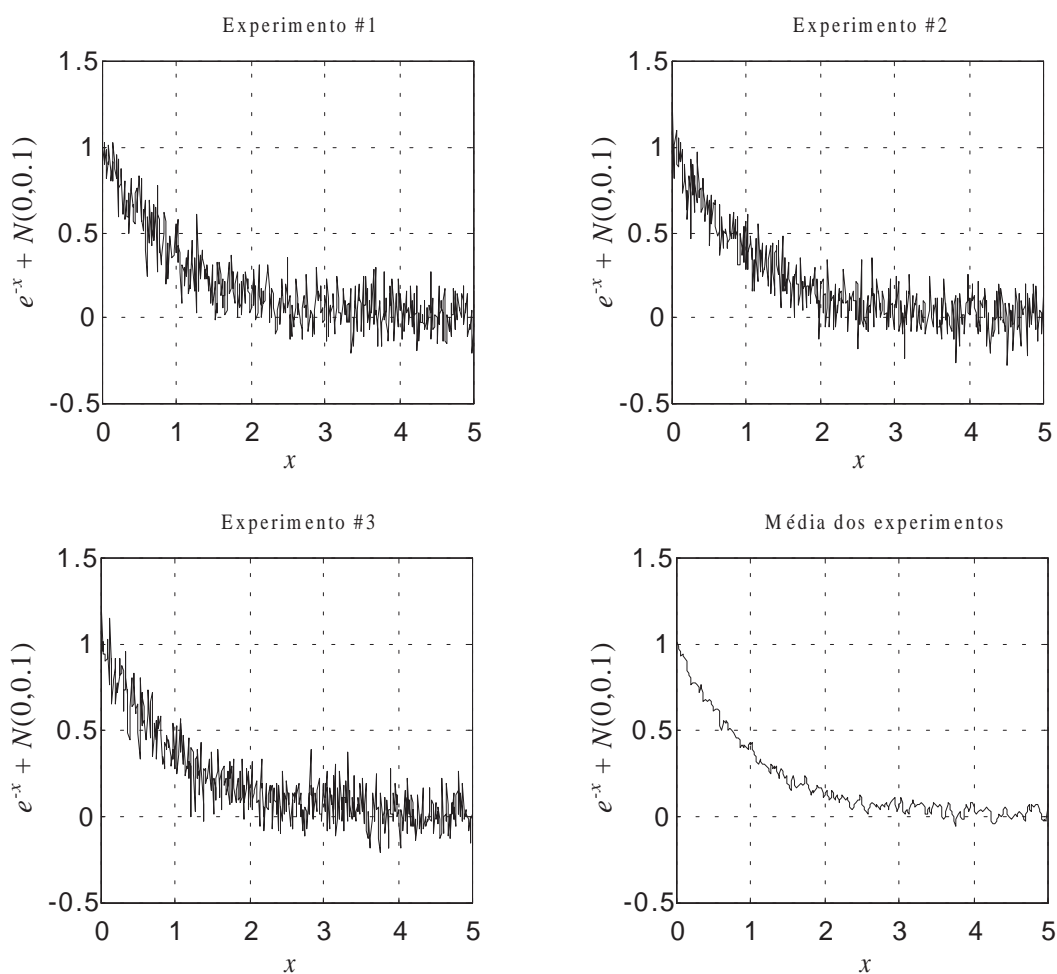 Experimento #1
1.5
1
0.5
0
-0.5
e^-x + N(0,0.1)
0 1 2 3 4 5
x
Experimento #2
1.5
1
0.5
0
-0.5
e^-x + N(0,0.1)
0 1 2 3 4 5
x
Experimento #3
1.5
1
0.5
0
-0.5
e^-x + N(0,0.1)
0 1 2 3 4 5
x
Média dos experimentos
1.5
1
0.5
0
-0.5
e^-x + N(0,0.1)
0 1 2 3 4 5
x